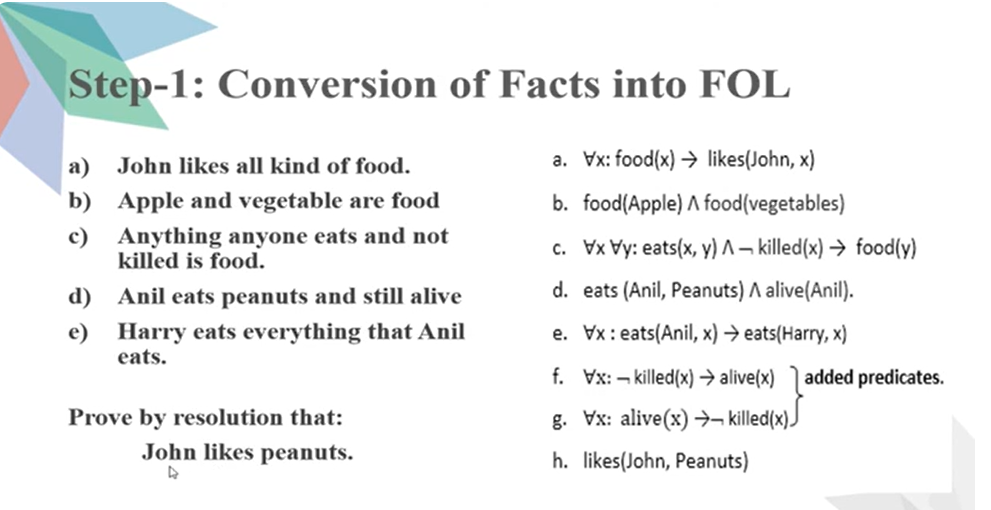 Step-1: Conversion of Facts into FOL
a) John likes all kind of food.
b) Apple and vegetable are food
c) Anything anyone eats and not
killed is food.
d) Anil eats peanuts and still alive
e) Harry eats everything that Anil
eats.
Prove by resolution that:
John likes peanuts.
a. ∀x: food(x) → likes(John, x)
b. food(Apple) Λ food(vegetables)
c. ∀x ∀y: eats(x, y) Λ ¬ killed(x) → food(y)
d. eats (Anil, Peanuts) Λ alive(Anil).
e. ∀x : eats(Anil, x) → eats(Harry, x)
f. ∀x: ¬ killed(x) → alive(x) added predicates.
g. ∀x: alive(x) →¬ killed(x)
h. likes(John, Peanuts)